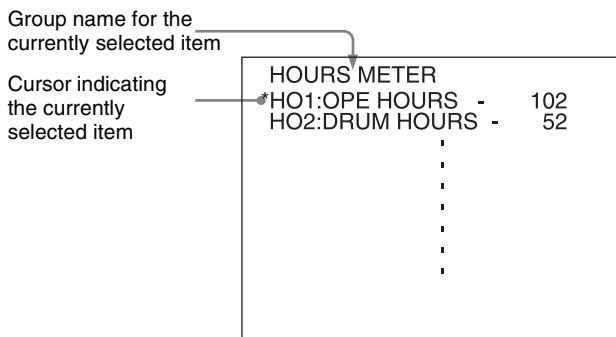 Group name for the
currently selected item
Cursor indicating
the currently
selected item
HOURS METER
*HO1:OPE HOURS - 102
HO2:DRUM HOURS - 52